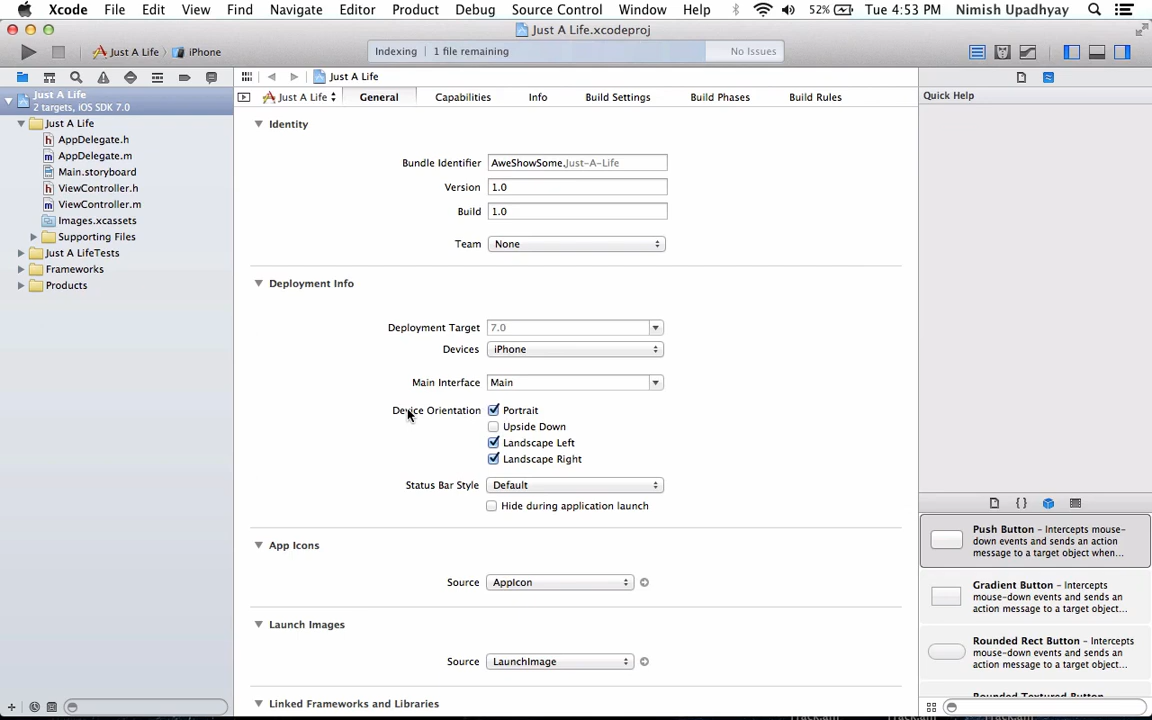 Xcode File Edit View Find Navigate Editor Product Debug Source Control Window Help 52% Tue 4:53 PM Nimish Upadhyay
Just A Life.xcodeproj
Just A Life iPhone Indexing 1 file remaining No Issues
Just A Life
2 targets, iOS SDK 7.0
Just A Life
AppDelegate.h
AppDelegate.m
Main.storyboard
ViewController.h
ViewController.m
Images.xcassets
Supporting Files
Just A LifeTests
Frameworks
Products
Just A Life
Just A Life General Capabilities Info Build Settings Build Phases Build Rules
Identity
Bundle Identifier AweShowSome.Just-A-Life
Version 1.0
Build 1.0
Team None
Deployment Info
Deployment Target 7.0
Devices iPhone
Main Interface Main
Device Orientation Portrait
Upside Down
Landscape Left
Landscape Right
Status Bar Style Default
Hide during application launch
App Icons
Source AppIcon
Launch Images
Source LaunchImage
Linked Frameworks and Libraries
Quick Help
{ }
Push Button - Intercepts mouse-
down events and sends an action
message to a target object when...
Gradient Button - Intercepts
mouse-down events and sends an
action message to a target object...
Rounded Rect Button - Intercepts
mouse-down events and sends an
action message to a target object...
Rounded Textured Button